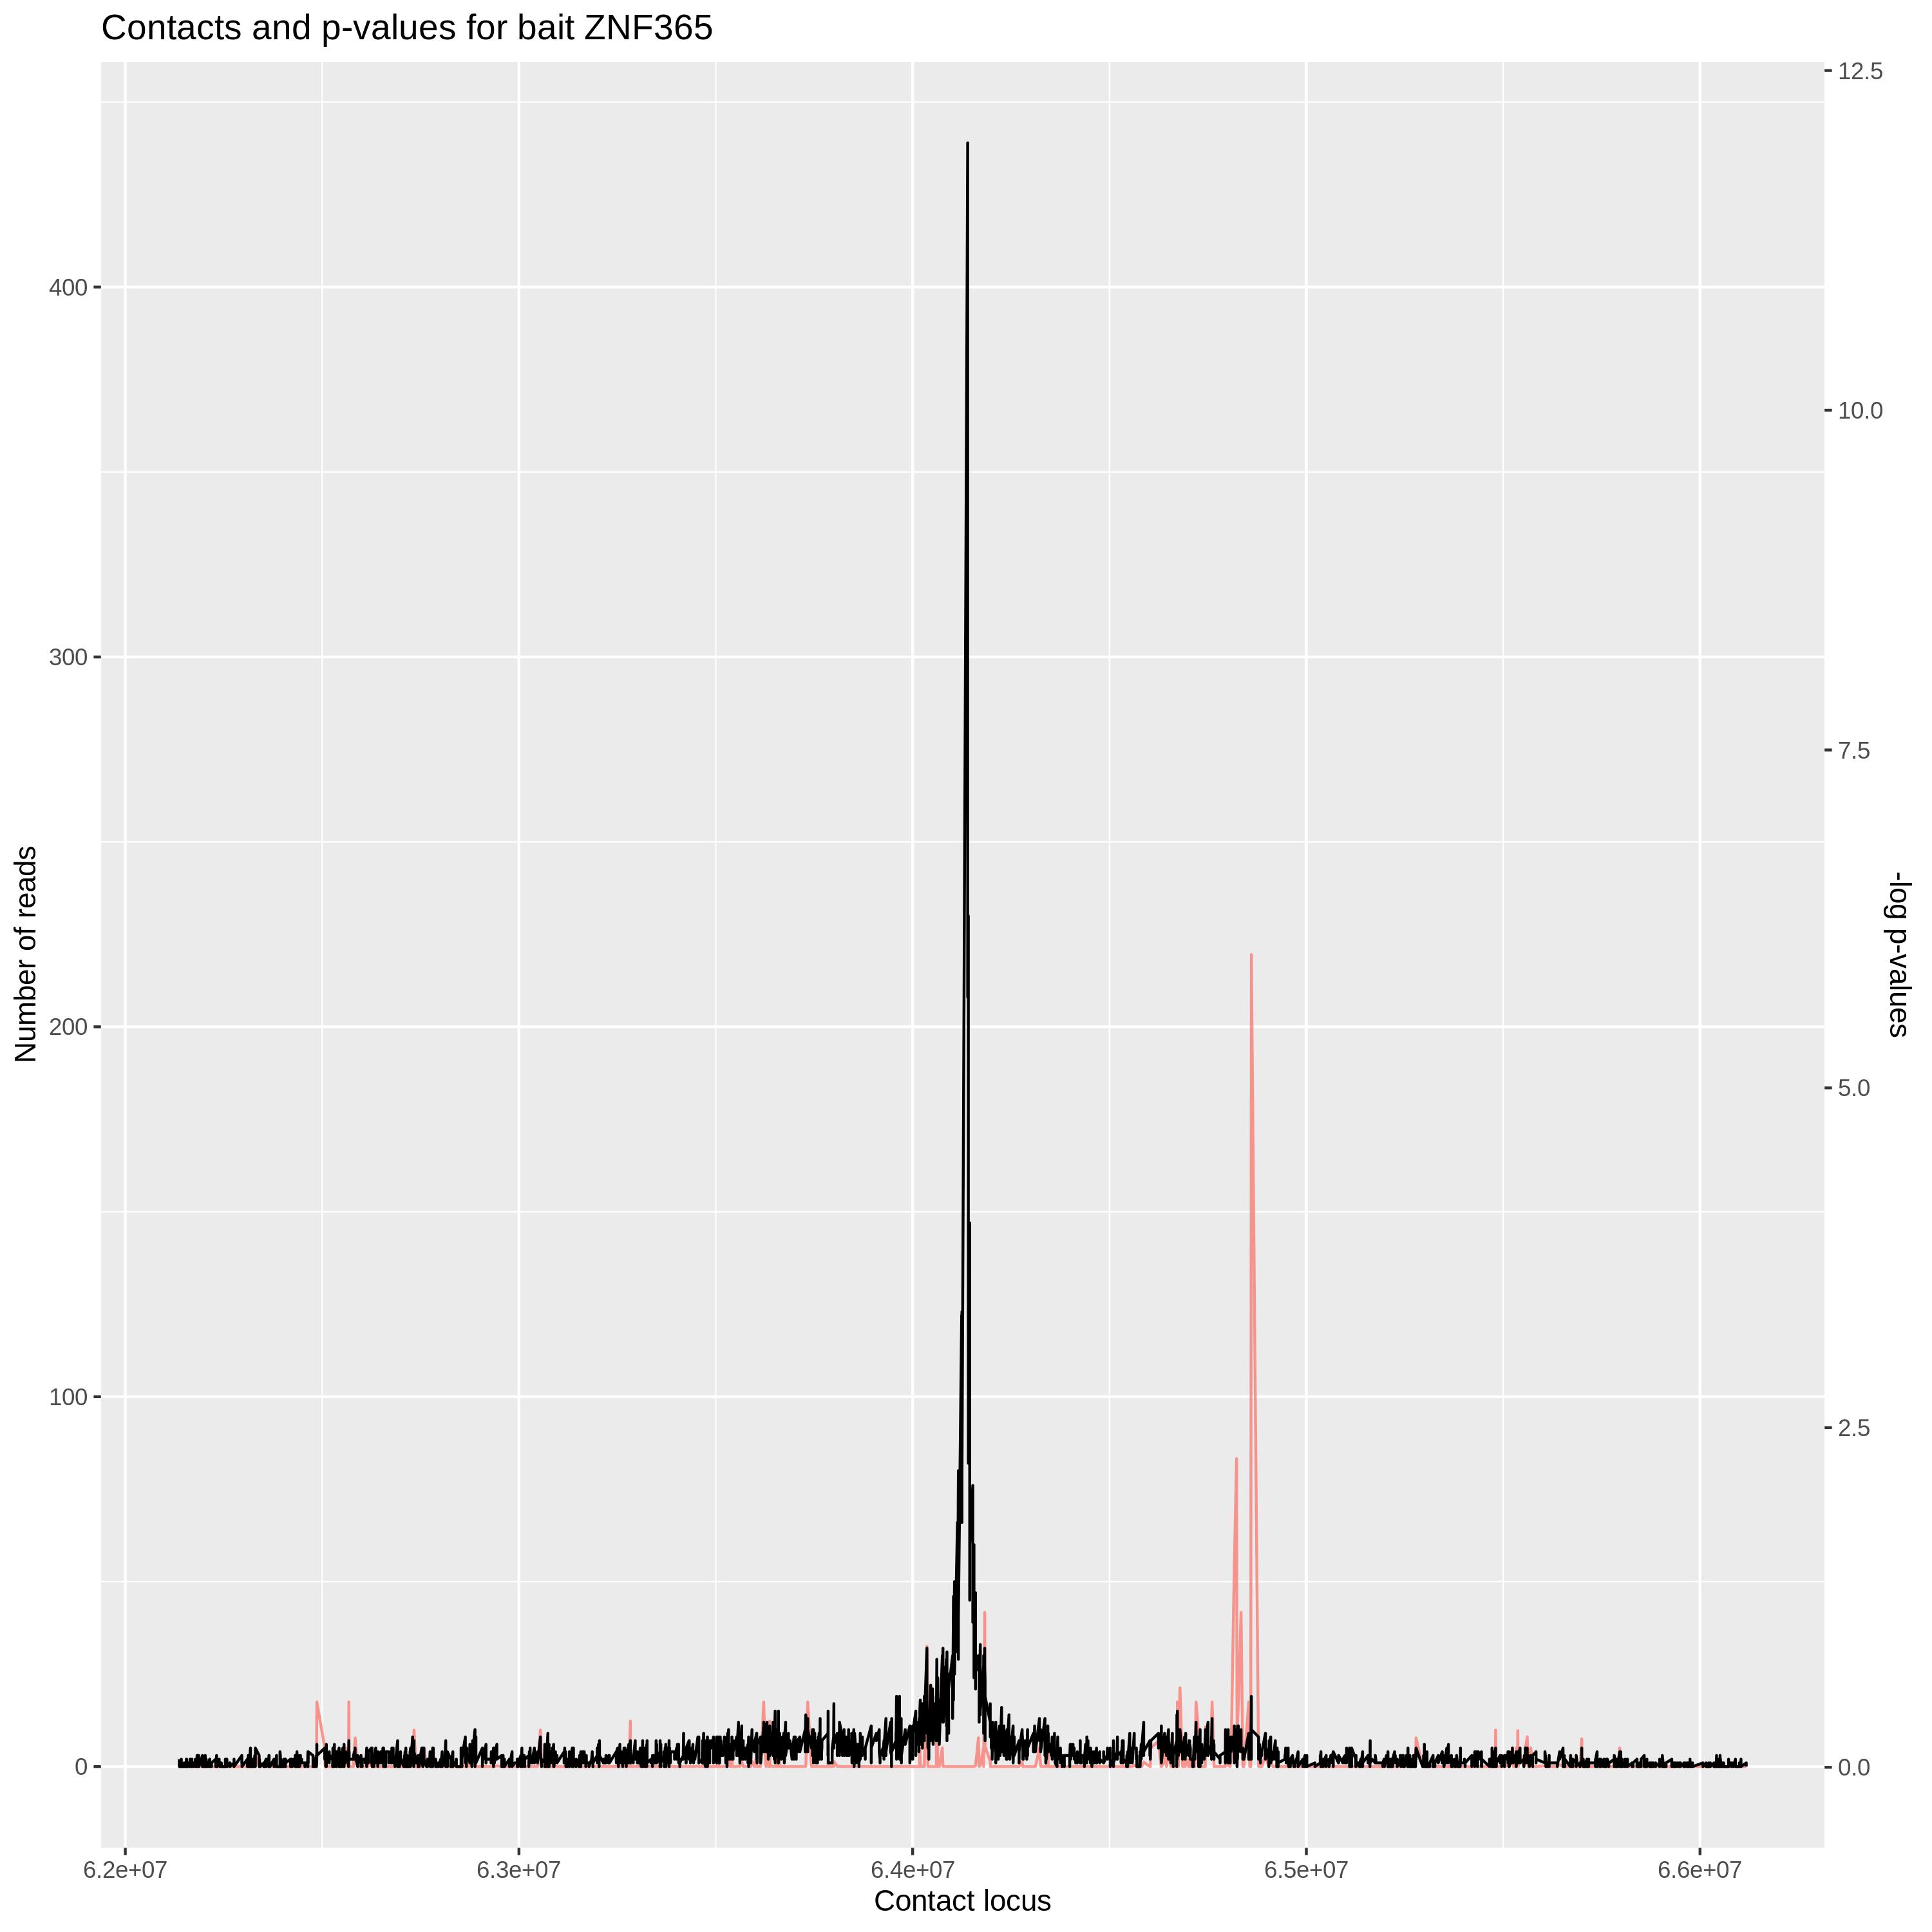 Contacts and p-values for bait ZNF365
12.5
400
10.0
300
7.5
Number of reads
-log p-values
200
5.0
100
2.5
0
0.0
6.2e+07 6.3e+07 6.4e+07 6.5e+07 6.6e+07
Contact locus